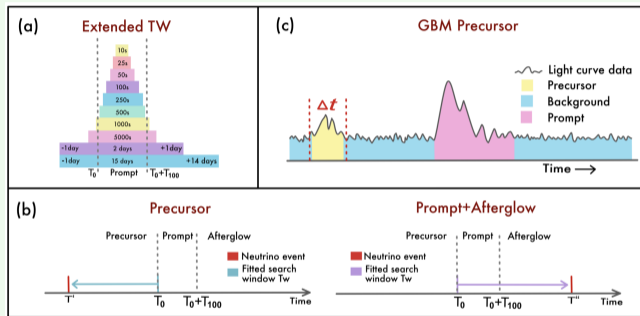 (a) Extended TW
10s
25s
50s
100s
250s
500s
1000s
5000s
-1day 2 days +1day
-1day 15 days +14 days
T₀ Prompt T₀+T₁₀₀
(c) GBM Precursor
Δt
Light curve data
Precursor
Background
Prompt
Time
(b) Precursor
Precursor Prompt Afterglow
Neutrino event
Fitted search
window Tw
T' T₀ T₀+T₁₀₀ Time
Prompt+Afterglow
Precursor Prompt Afterglow
Neutrino event
Fitted search
window Tw
T₀ T₀+T₁₀₀ T'' Time